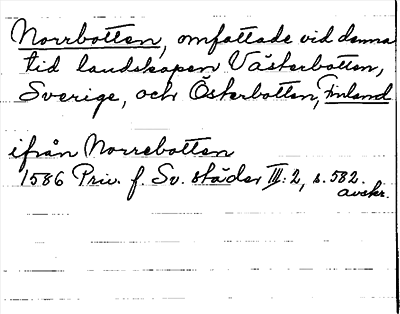 Norrbotten, omfattade vid denna
tid landskapen Västerbotten,
Sverige, och Österbotten, Finland
ifrån Norrebotten
1586 Priv. f. Sv. städer III:2, s. 582.
avskr.